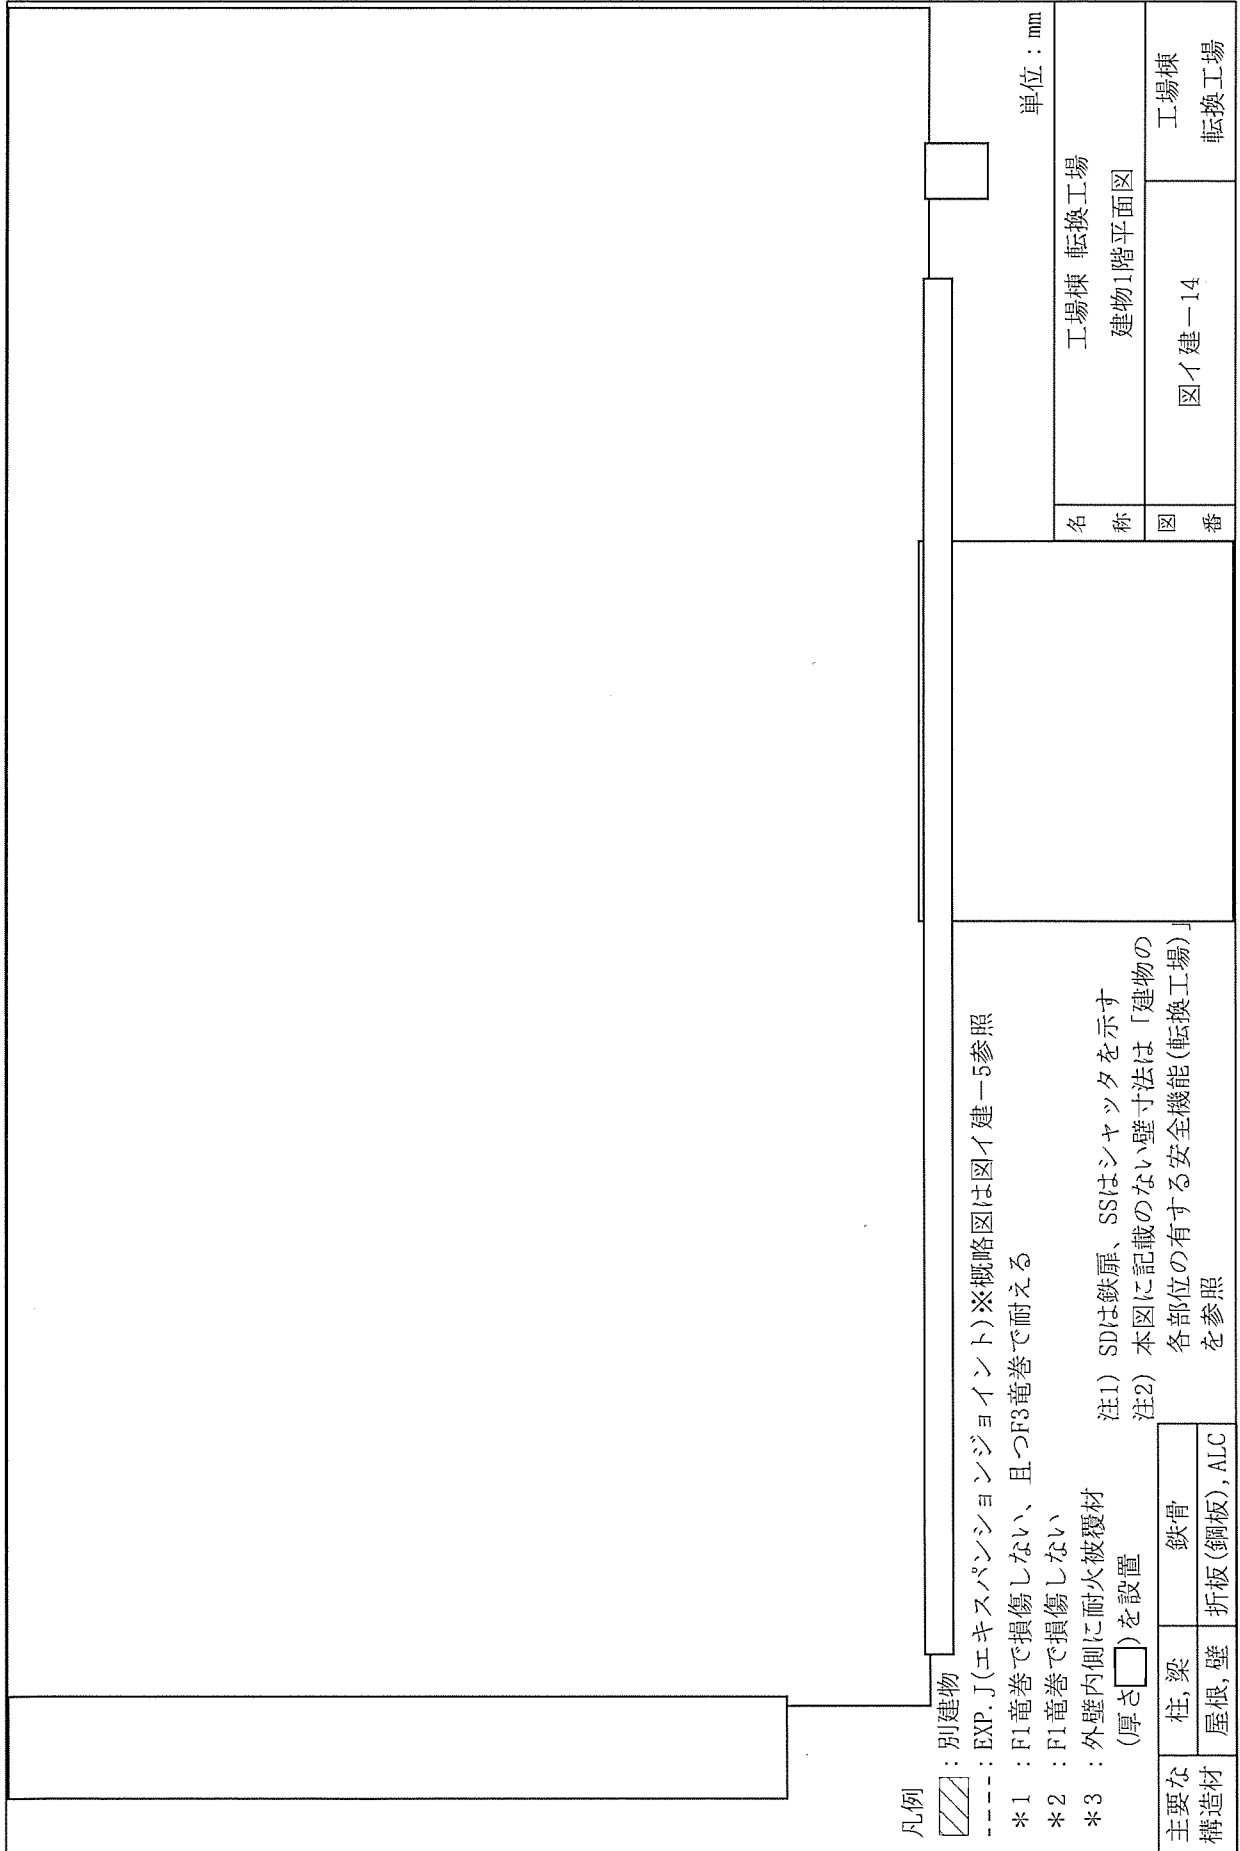 単位：mm
凡例
：別建物
----：EXP.J(エキスパンションジョイント)※概略図は図イ建－5参照
＊1 ：F1竜巻で損傷しない、且つF3竜巻で耐える
＊2 ：F1竜巻で損傷しない
＊3 ：外壁内側に耐火被覆材
(厚さ□)を設置
注1) SDは鉄扉、SSはシャッタを示す
注2) 本図に記載のない壁寸法は「建物の
各部位の有する安全機能(転換工場)」
を参照
主要な
構造材
柱,梁 鉄骨
屋根,壁 折板(鋼板),ALC
名
称
工場棟 転換工場
建物1階平面図
図
番
図イ建－14
工場棟
転換工場